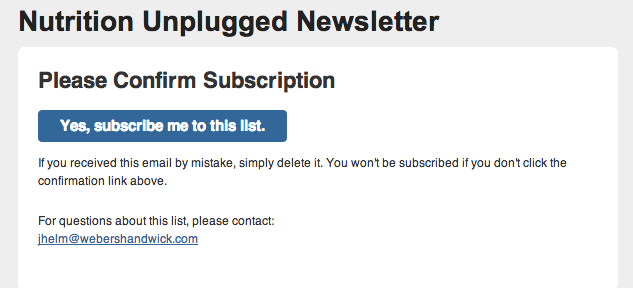 Nutrition Unplugged Newsletter
Please Confirm Subscription
Yes, subscribe me to this list.
If you received this email by mistake, simply delete it. You won't be subscribed if you don't click the
confirmation link above.
For questions about this list, please contact:
jhelm@webershandwick.com